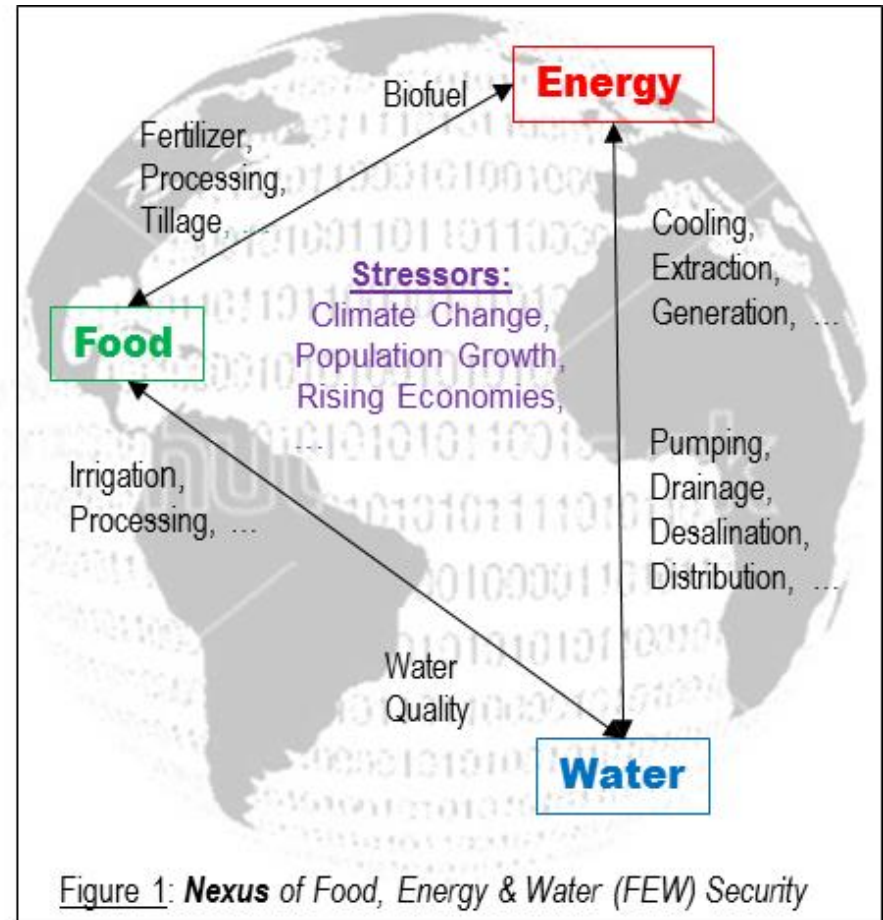 Energy
Biofuel
Fertilizer,
Processing,
Tillage, ...
Cooling,
Extraction,
Generation, ...
Stressors:
Climate Change,
Population Growth,
Rising Economies,
...
Food
Pumping,
Drainage,
Desalination,
Distribution, ...
Irrigation,
Processing, ...
Water
Quality
Water
Figure 1: Nexus of Food, Energy & Water (FEW) Security